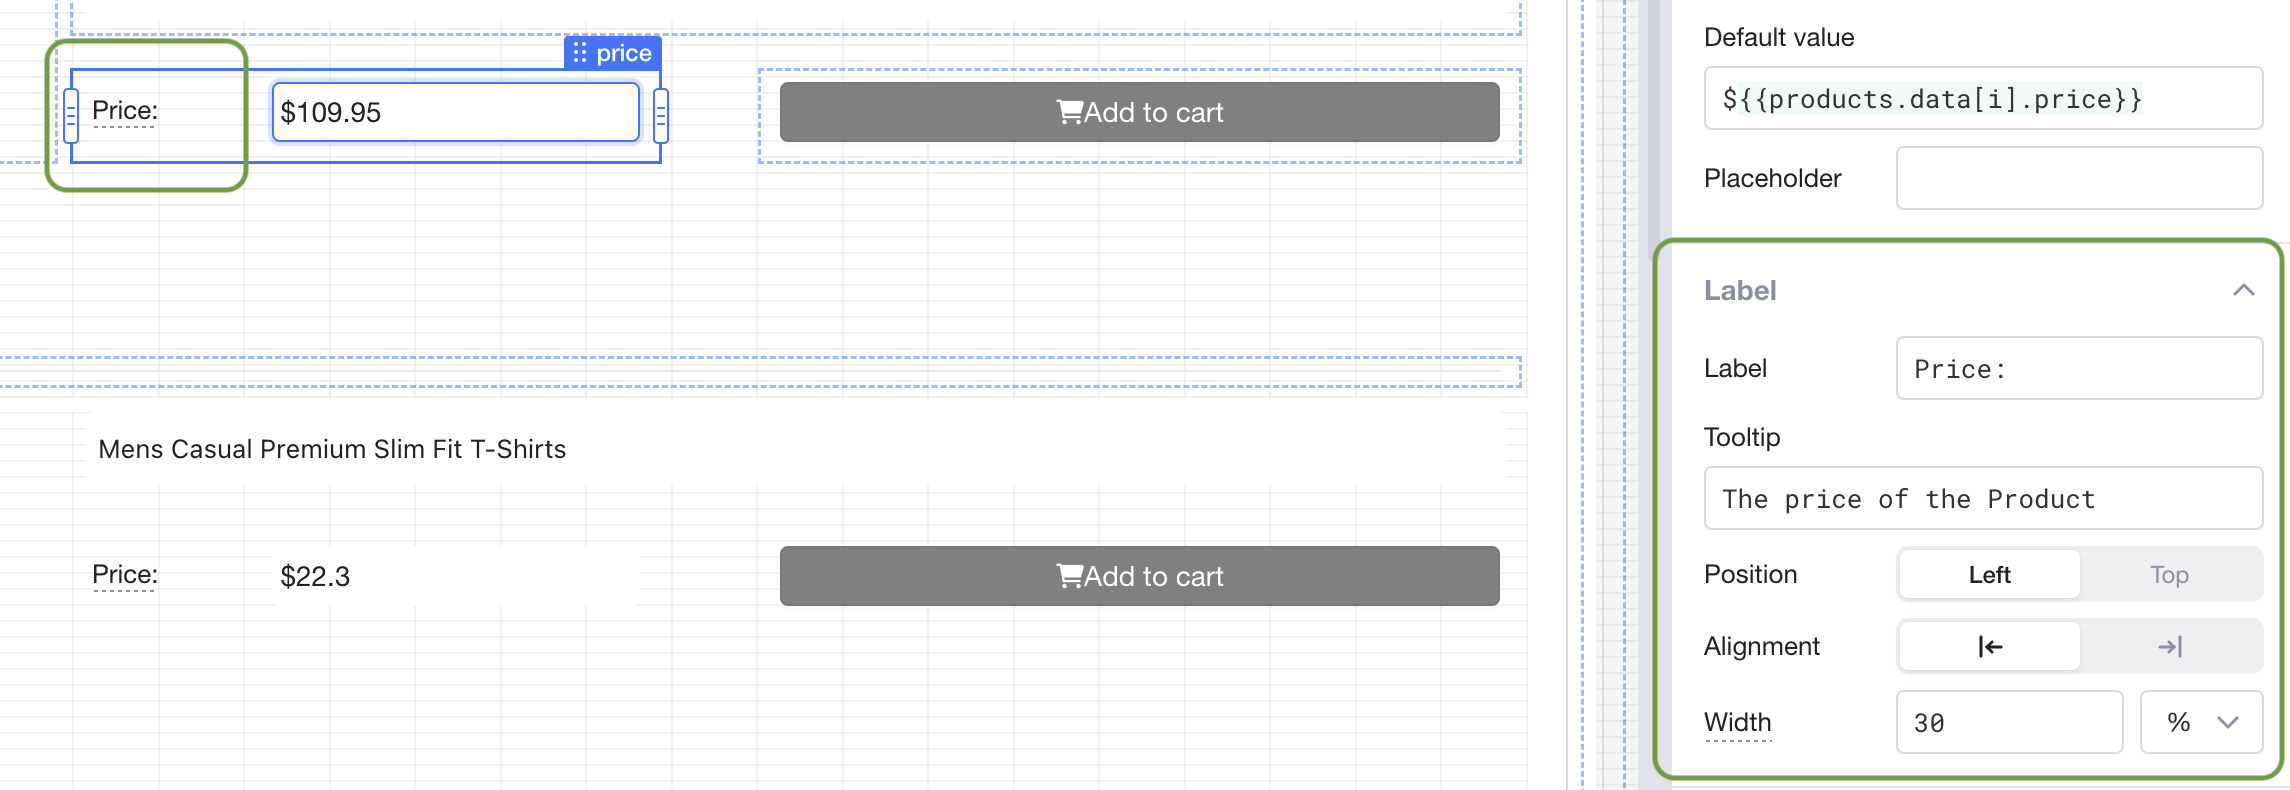 price
Price:
$109.95
Add to cart
Mens Casual Premium Slim Fit T-Shirts
Price:
$22.3
Add to cart
Default value
${{products.data[i].price}}
Placeholder
Label
Label
Price:
Tooltip
The price of the Product
Position
Left
Top
Alignment
Width
30
%